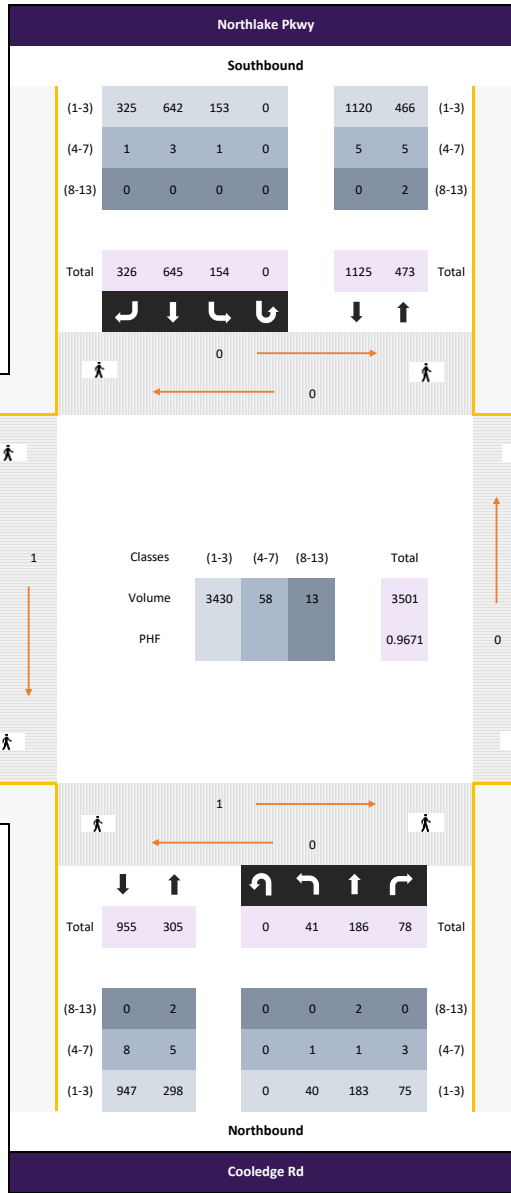 Northlake Pkwy
Southbound
(1-3) 325 642 153 0 1120 466 (1-3)
(4-7) 1 3 1 0 5 5 (4-7)
(8-13) 0 0 0 0 0 2 (8-13)
Total 326 645 154 0 1125 473 Total
0
0
1
Classes (1-3) (4-7) (8-13) Total
Volume 3430 58 13 3501
PHF 0.9671
0
1
0
Total 955 305 0 41 186 78 Total
(8-13) 0 2 0 0 2 0 (8-13)
(4-7) 8 5 0 1 1 3 (4-7)
(1-3) 947 298 0 40 183 75 (1-3)
Northbound
Cooledge Rd